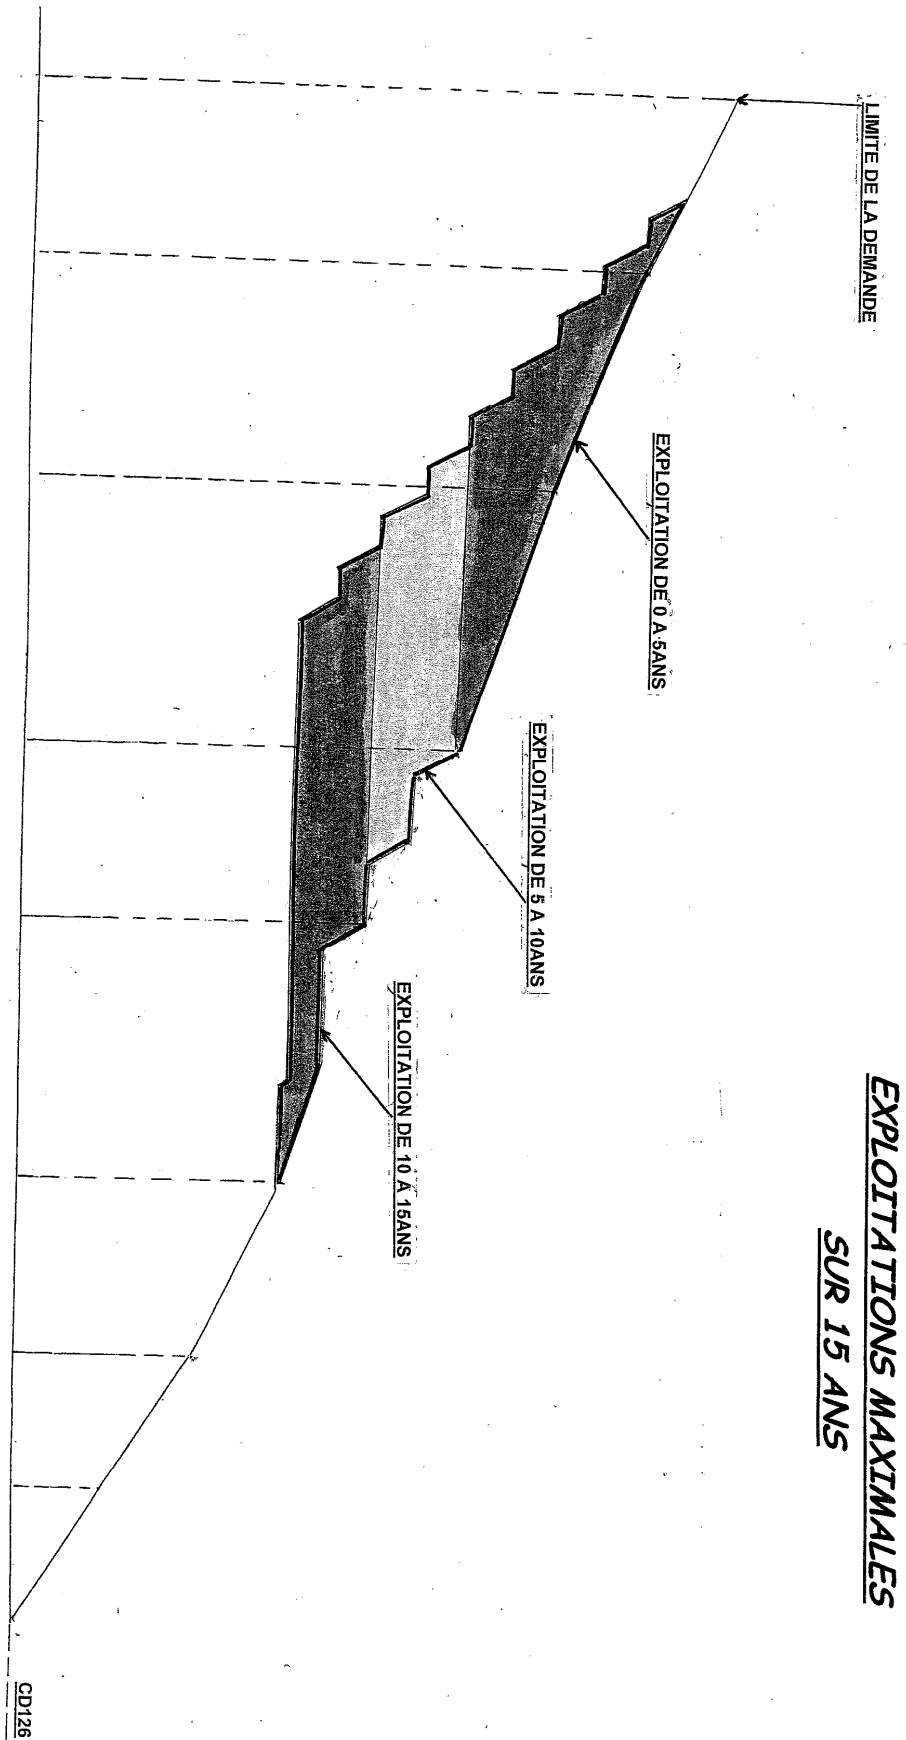 EXPLOITATIONS MAXIMALES
SUR 15 ANS
LIMITE DE LA DEMANDE
EXPLOITATION DE 0 A 5ANS
EXPLOITATION DE 5 A 10ANS
EXPLOITATION DE 10 A 15ANS
CD126